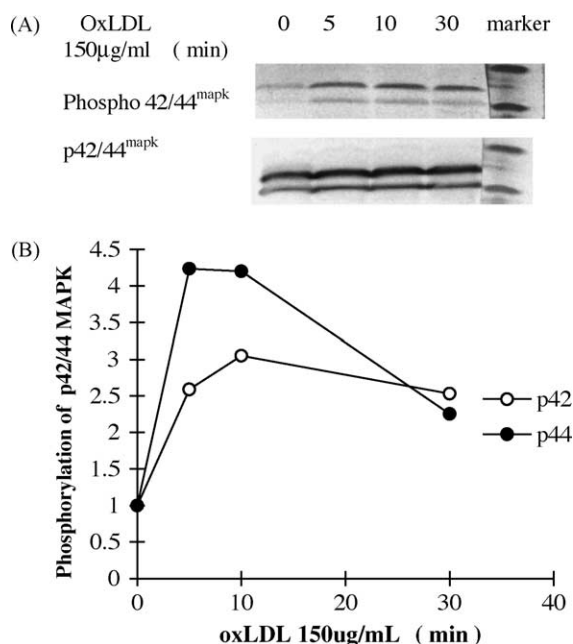 (A) OxLDL 0 5 10 30 marker
150μg/ml ( min)
Phospho 42/44mapk
p42/44mapk
(B)
Phosphorylation of p42/44 MAPK
4.5
4
3.5
3
2.5
2
1.5
1
0.5
0
0 10 20 30 40
oxLDL 150ug/mL ( min)
p42
p44